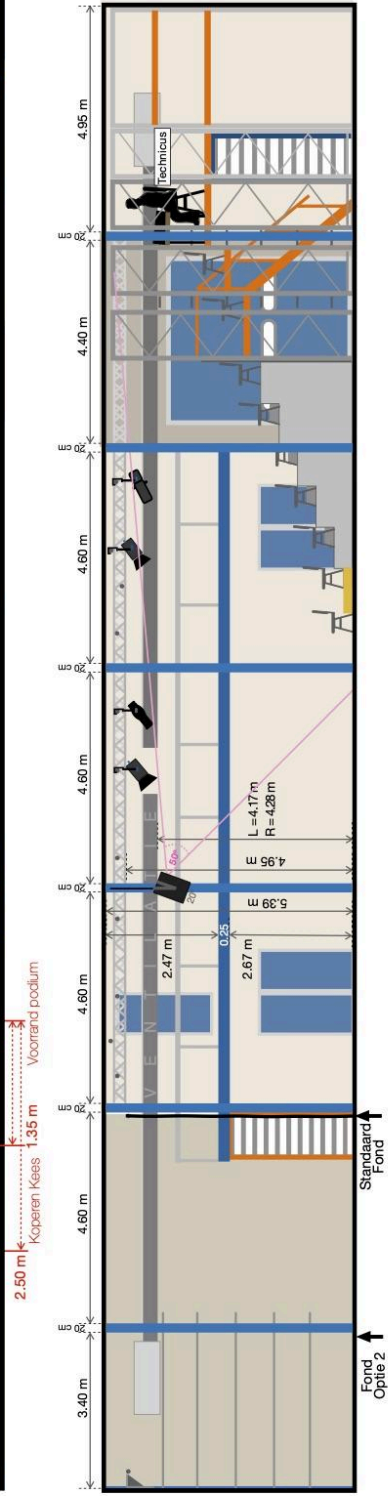 2.50 m
Koperen Kees
1.35 m
Voorrand podium
3.40 m
20 cm
4.60 m
20 cm
4.60 m
20 cm
4.60 m
20 cm
4.60 m
20 cm
4.40 m
20 cm
4.95 m
V E N T I L A T I E
Technicus
50°
20°
2.47 m
0.25
2.67 m
5.39 m
4.95 m
L = 4.17 m
R = 4.28 m
Fond
Optie 2
Standaard
Fond